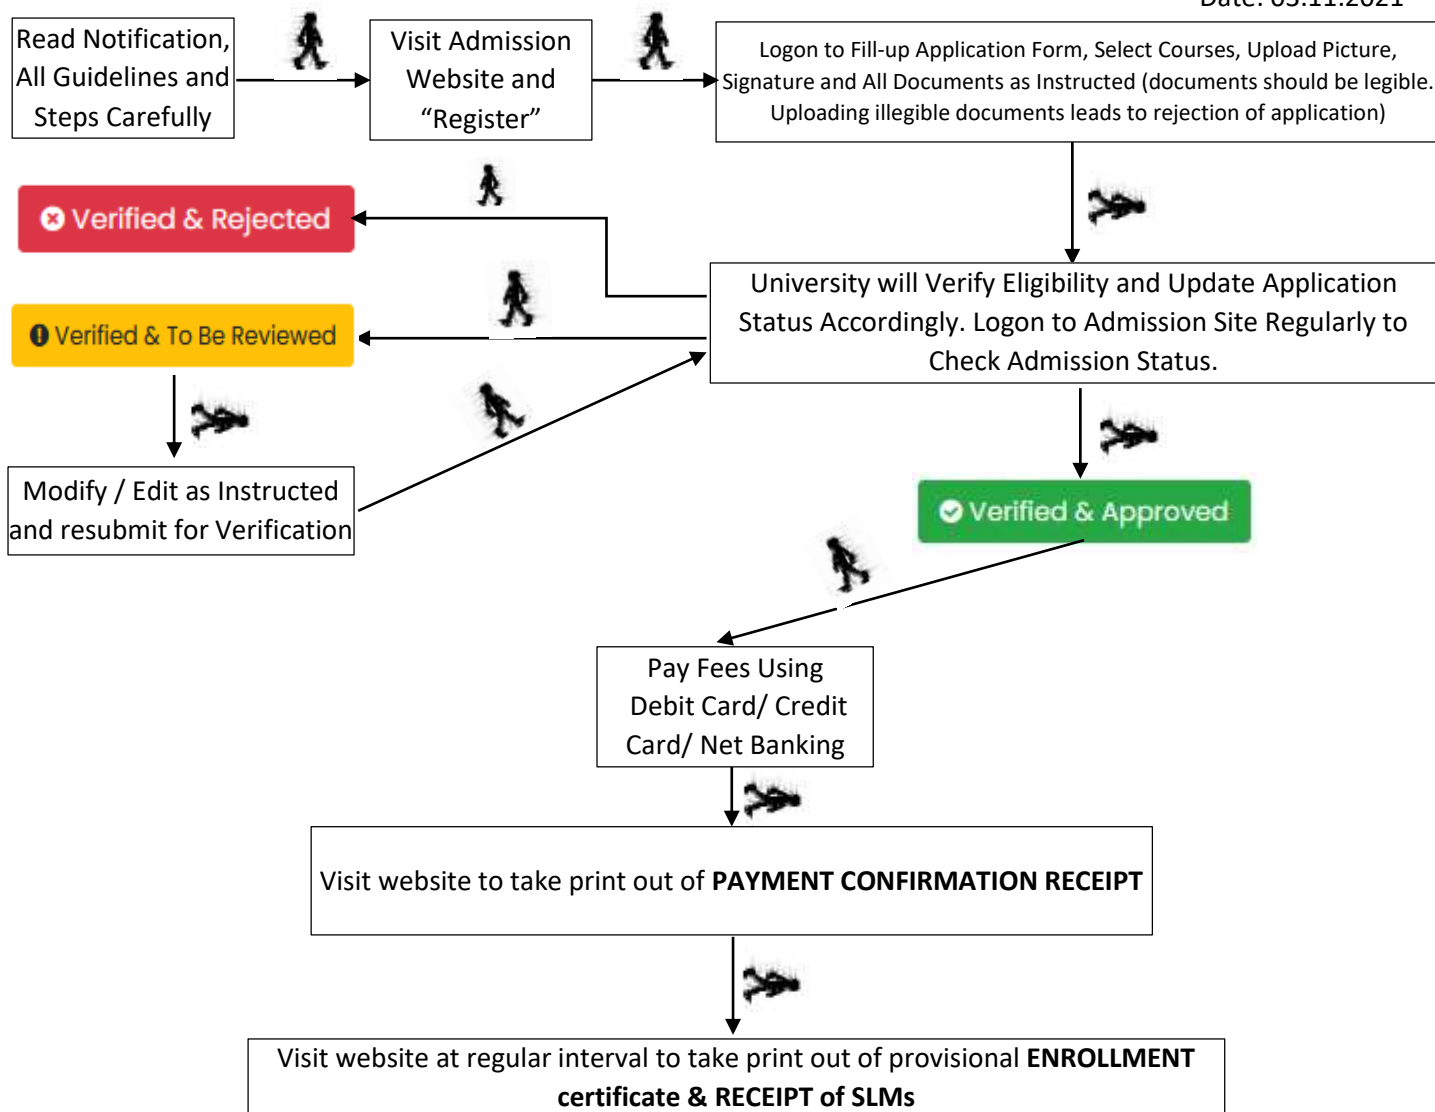 Date: 03.11.2021
Read Notification,
All Guidelines and
Steps Carefully
Visit Admission
Website and
“Register”
Logon to Fill-up Application Form, Select Courses, Upload Picture,
Signature and All Documents as Instructed (documents should be legible.
Uploading illegible documents leads to rejection of application)
Verified & Rejected
University will Verify Eligibility and Update Application
Status Accordingly. Logon to Admission Site Regularly to
Check Admission Status.
Verified & To Be Reviewed
Modify / Edit as Instructed
and resubmit for Verification
Verified & Approved
Pay Fees Using
Debit Card/ Credit
Card/ Net Banking
Visit website to take print out of PAYMENT CONFIRMATION RECEIPT
Visit website at regular interval to take print out of provisional ENROLLMENT
certificate & RECEIPT of SLMs